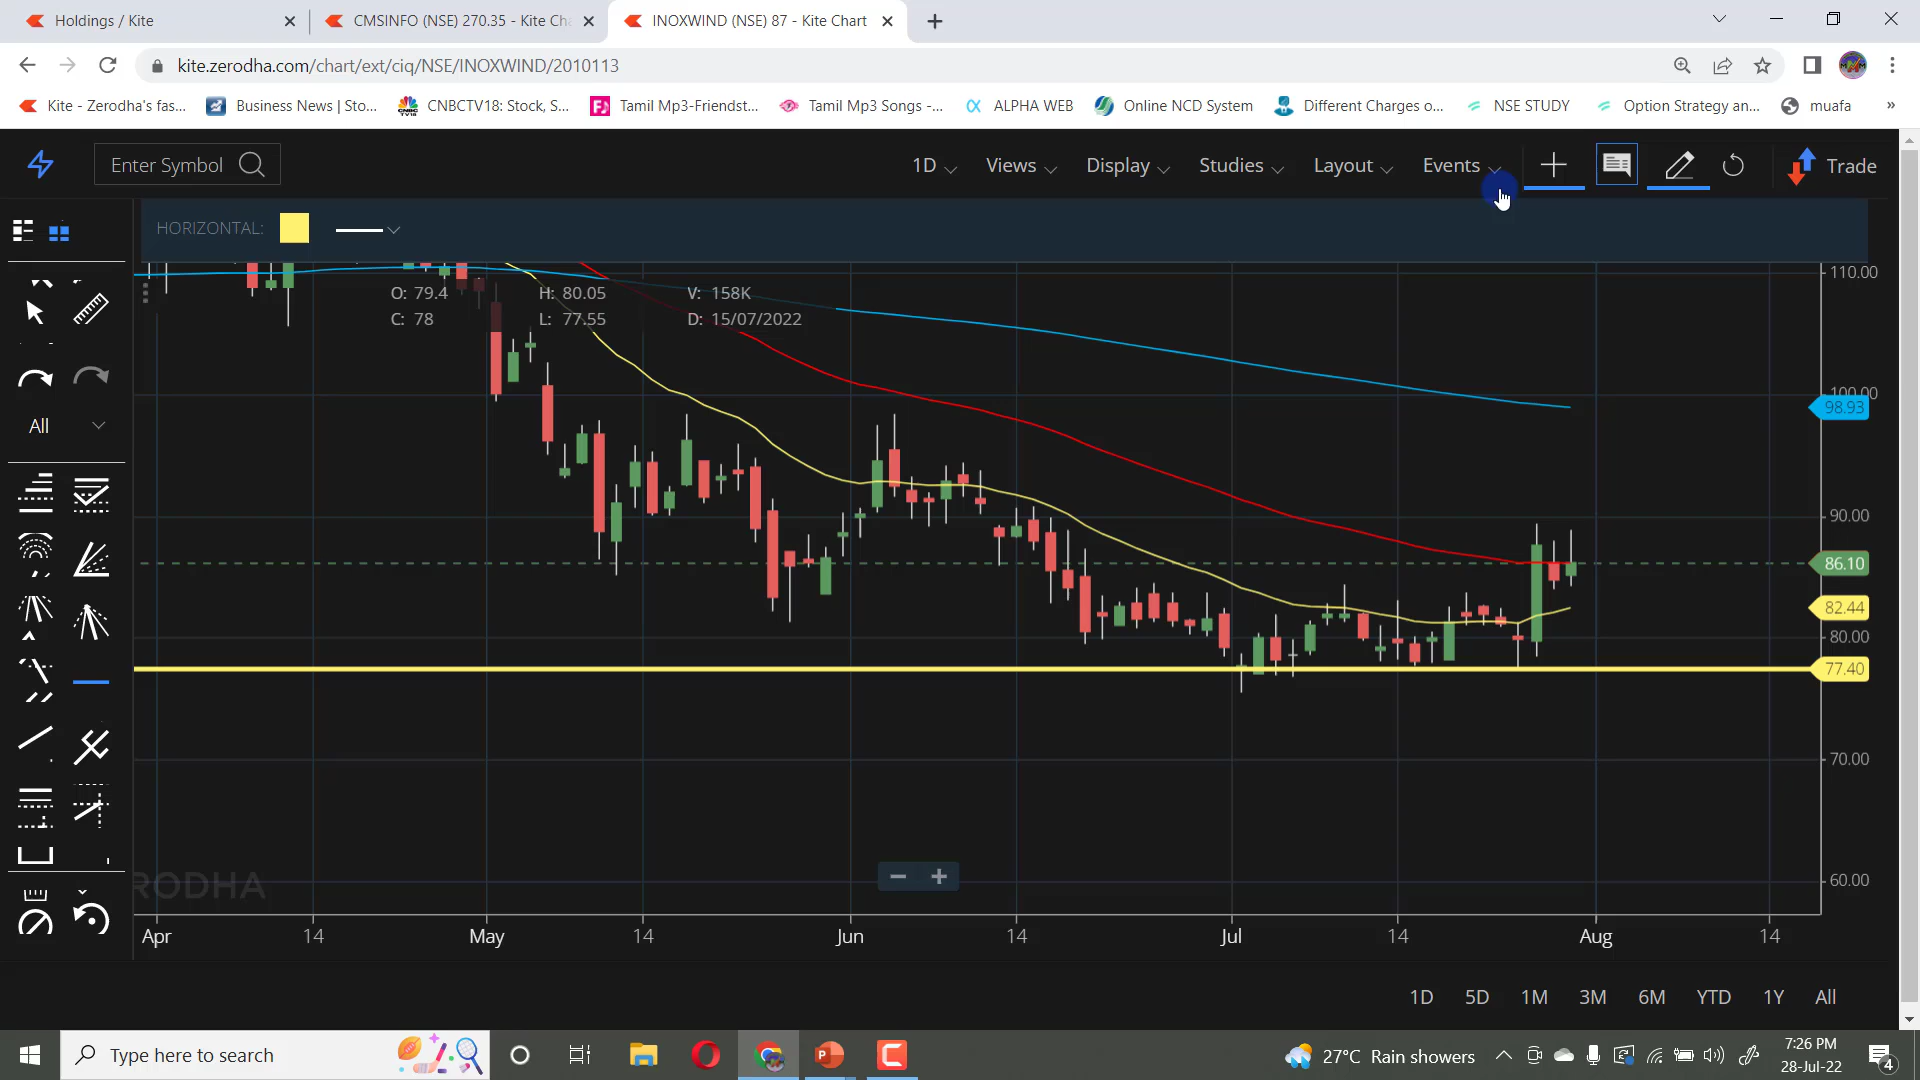 Holdings / Kite
CMSINFO (NSE) 270.35 - Kite Ch
INOXWIND (NSE) 87 - Kite Chart
kite.zerodha.com/chart/ext/ciq/NSE/INOXWIND/2010113
Kite - Zerodha's fas...
Business News | Sto...
CNBCTV18: Stock, S...
Tamil Mp3-Friendst...
Tamil Mp3 Songs -...
ALPHA WEB
Online NCD System
Different Charges o...
NSE STUDY
Option Strategy an...
muafa
»
Enter Symbol
1D
Views
Display
Studies
Layout
Events
Trade
HORIZONTAL:
O: 79.4 H: 80.05 V: 158K
C: 78 L: 77.55 D: 15/07/2022
All
110.00
100.00
98.93
90.00
86.10
82.44
80.00
77.40
70.00
60.00
RODHA
Apr 14 May 14 Jun 14 Jul 14 Aug 14
1D 5D 1M 3M 6M YTD 1Y All
Type here to search
27°C Rain showers
7:26 PM
28-Jul-22
4